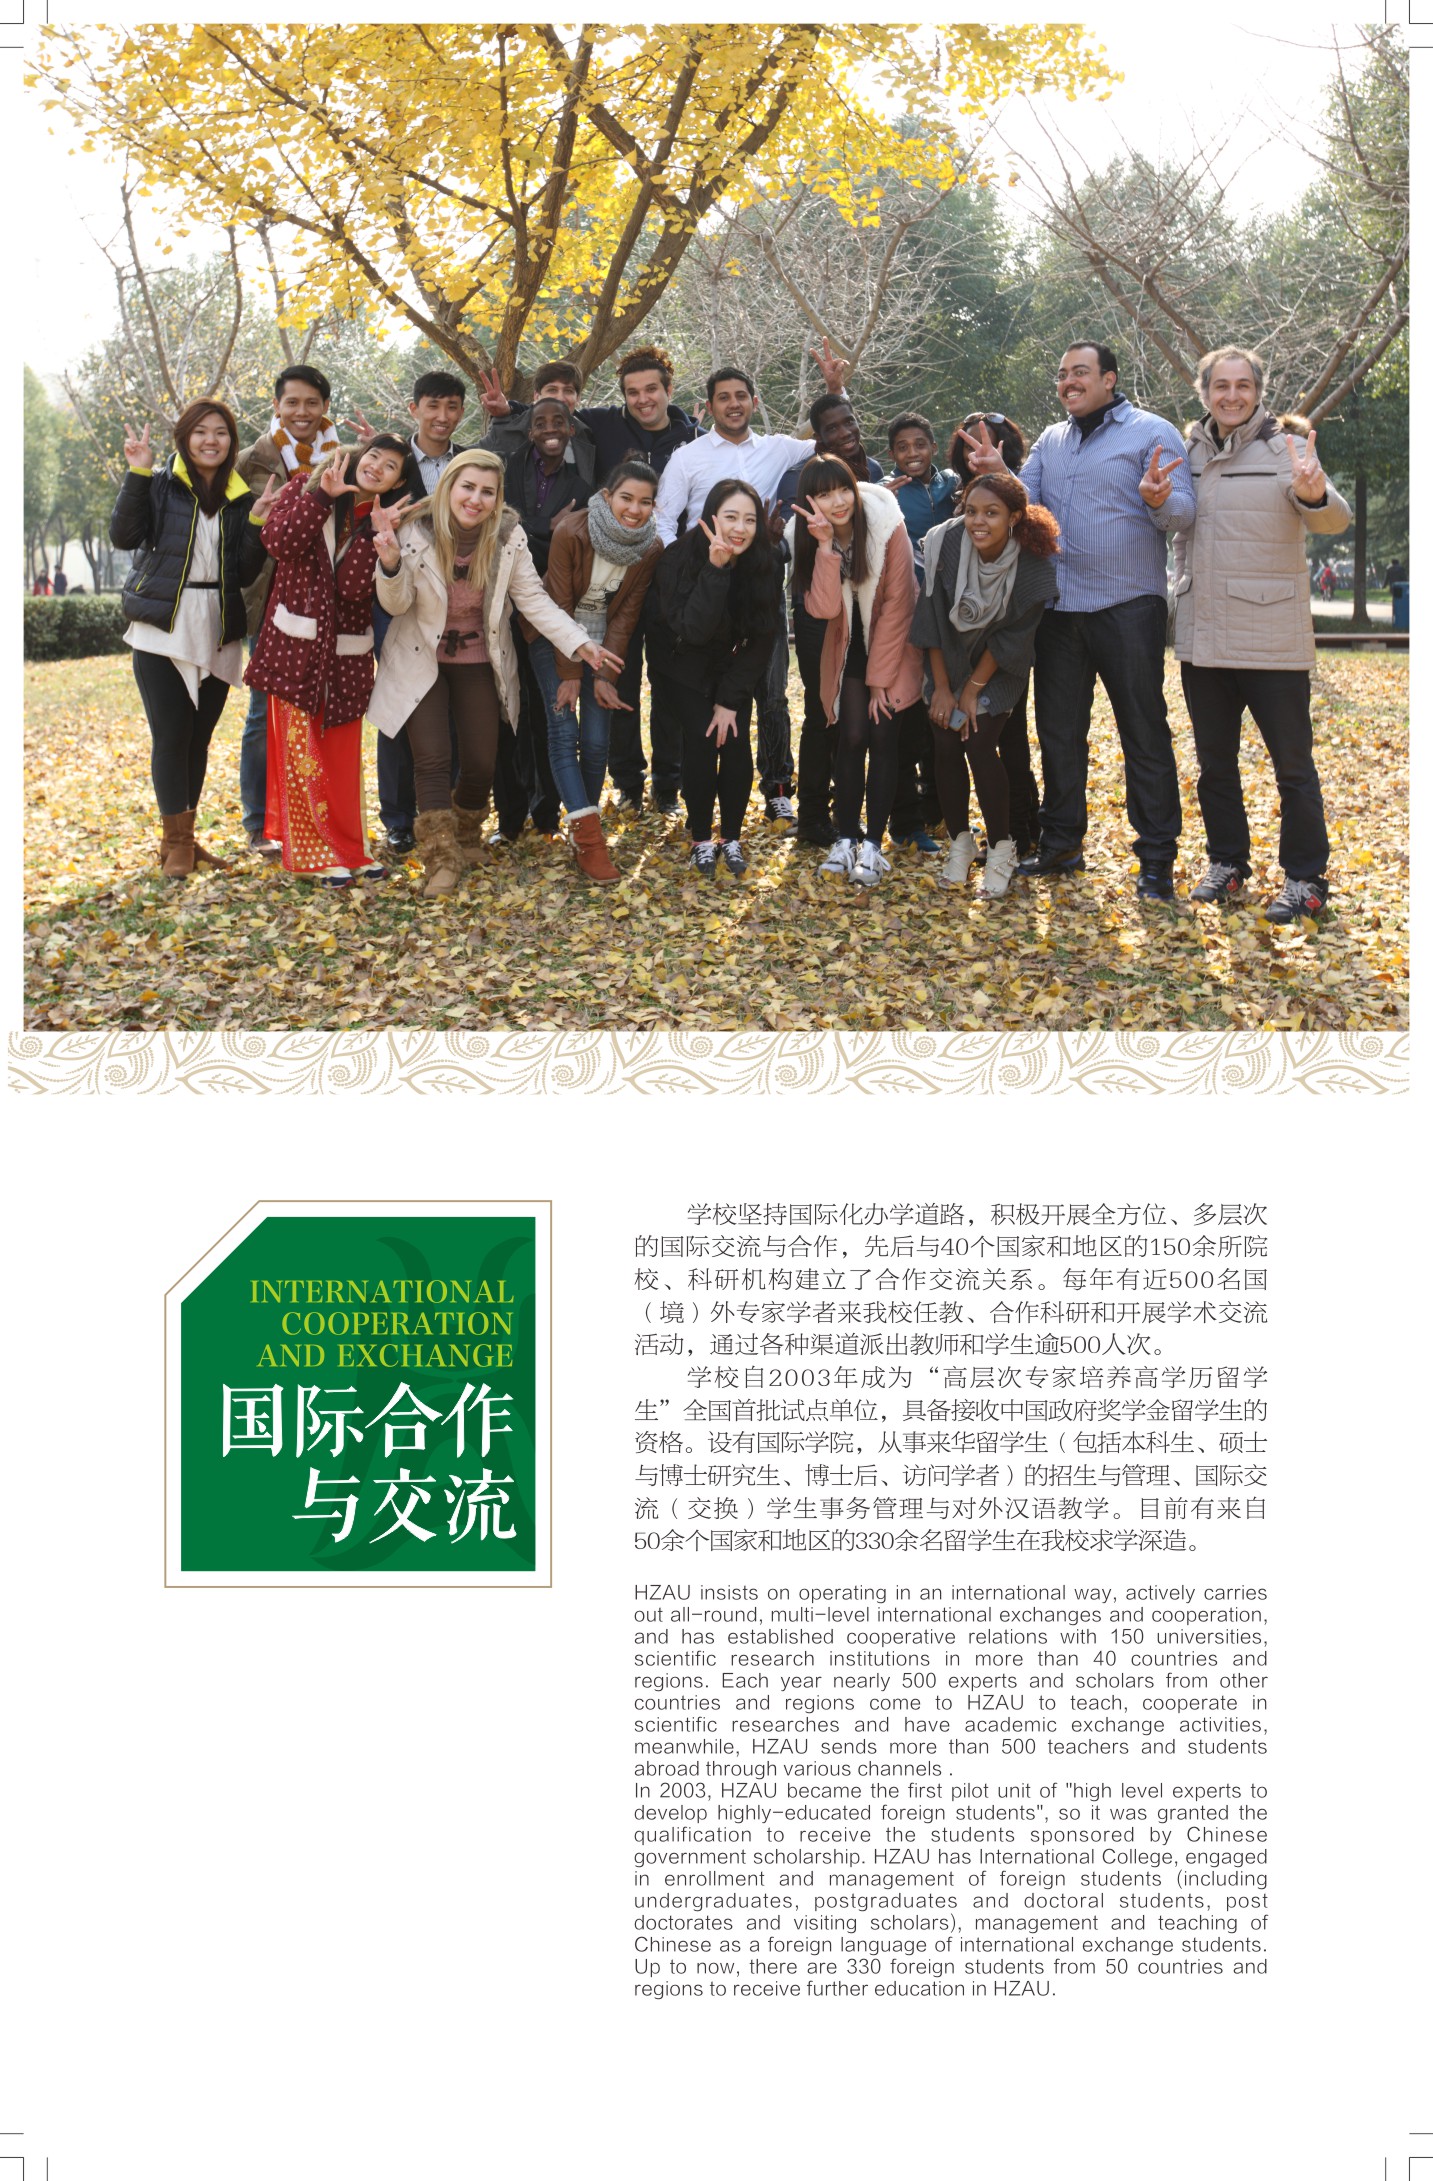 INTERNATIONAL
COOPERATION
AND EXCHANGE
国际合作
与交流
学校坚持国际化办学道路，积极开展全方位、多层次
的国际交流与合作，先后与40个国家和地区的150余所院
校、科研机构建立了合作交流关系。每年有近500名国
（境）外专家学者来我校任教、合作科研和开展学术交流
活动，通过各种渠道派出教师和学生逾500人次。
学校自2003年成为“高层次专家培养高学历留学
生”全国首批试点单位，具备接收中国政府奖学金留学生的
资格。设有国际学院，从事来华留学生（包括本科生、硕士
与博士研究生、博士后、访问学者）的招生与管理、国际交
流（交换）学生事务管理与对外汉语教学。目前有来自
50余个国家和地区的330余名留学生在我校求学深造。
HZAU insists on operating in an international way, actively carries
out all-round, multi-level international exchanges and cooperation,
and has established cooperative relations with 150 universities,
scientific research institutions in more than 40 countries and
regions. Each year nearly 500 experts and scholars from other
countries and regions come to HZAU to teach, cooperate in
scientific researches and have academic exchange activities,
meanwhile, HZAU sends more than 500 teachers and students
abroad through various channels .
In 2003, HZAU became the first pilot unit of "high level experts to
develop highly-educated foreign students", so it was granted the
qualification to receive the students sponsored by Chinese
government scholarship. HZAU has International College, engaged
in enrollment and management of foreign students (including
undergraduates, postgraduates and doctoral students, post
doctorates and visiting scholars), management and teaching of
Chinese as a foreign language of international exchange students.
Up to now, there are 330 foreign students from 50 countries and
regions to receive further education in HZAU.